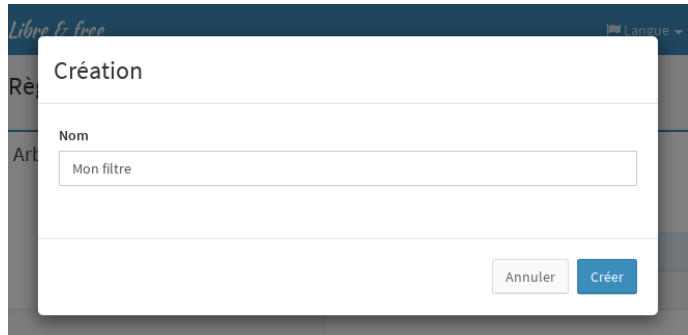 Libre & free
Langue
Création
Nom
Mon filtre
Annuler
Créer